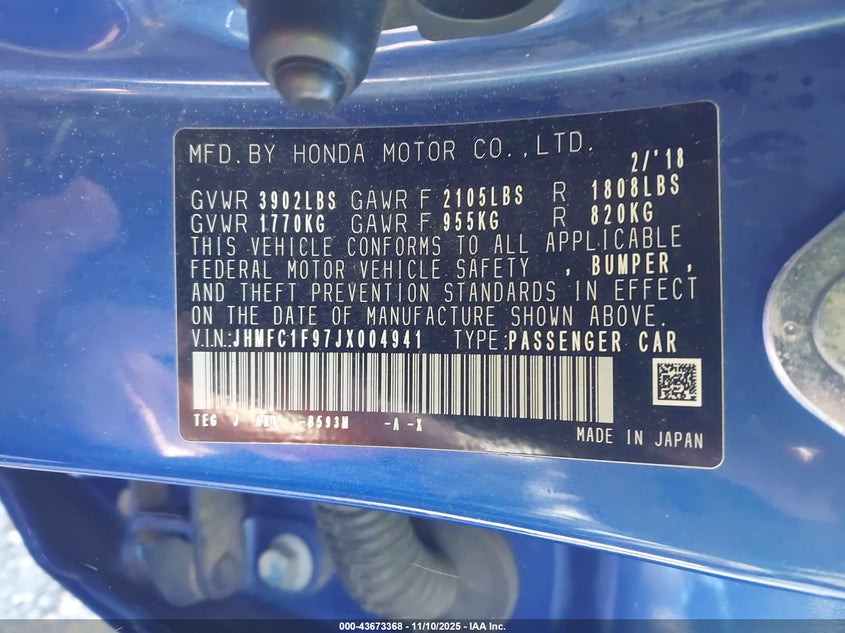 MFD. BY HONDA MOTOR CO.,LTD. 2/'18
GVWR 3902LBS GAWR F 2105LBS R 1808LBS
GVWR 1770KG GAWR F 955KG R 820KG
THIS VEHICLE CONFORMS TO ALL APPLICABLE
FEDERAL MOTOR VEHICLE SAFETY , BUMPER ,
AND THEFT PREVENTION STANDARDS IN EFFECT
ON THE DATE OF MANUFACTURE SHOWN ABOVE.
V.I.N:JHMFC1F97JX004941 TYPE:PASSENGER CAR
TEG J -B593M -A -X
MADE IN JAPAN
000-43673368 - 11/10/2025 - IAA Inc.